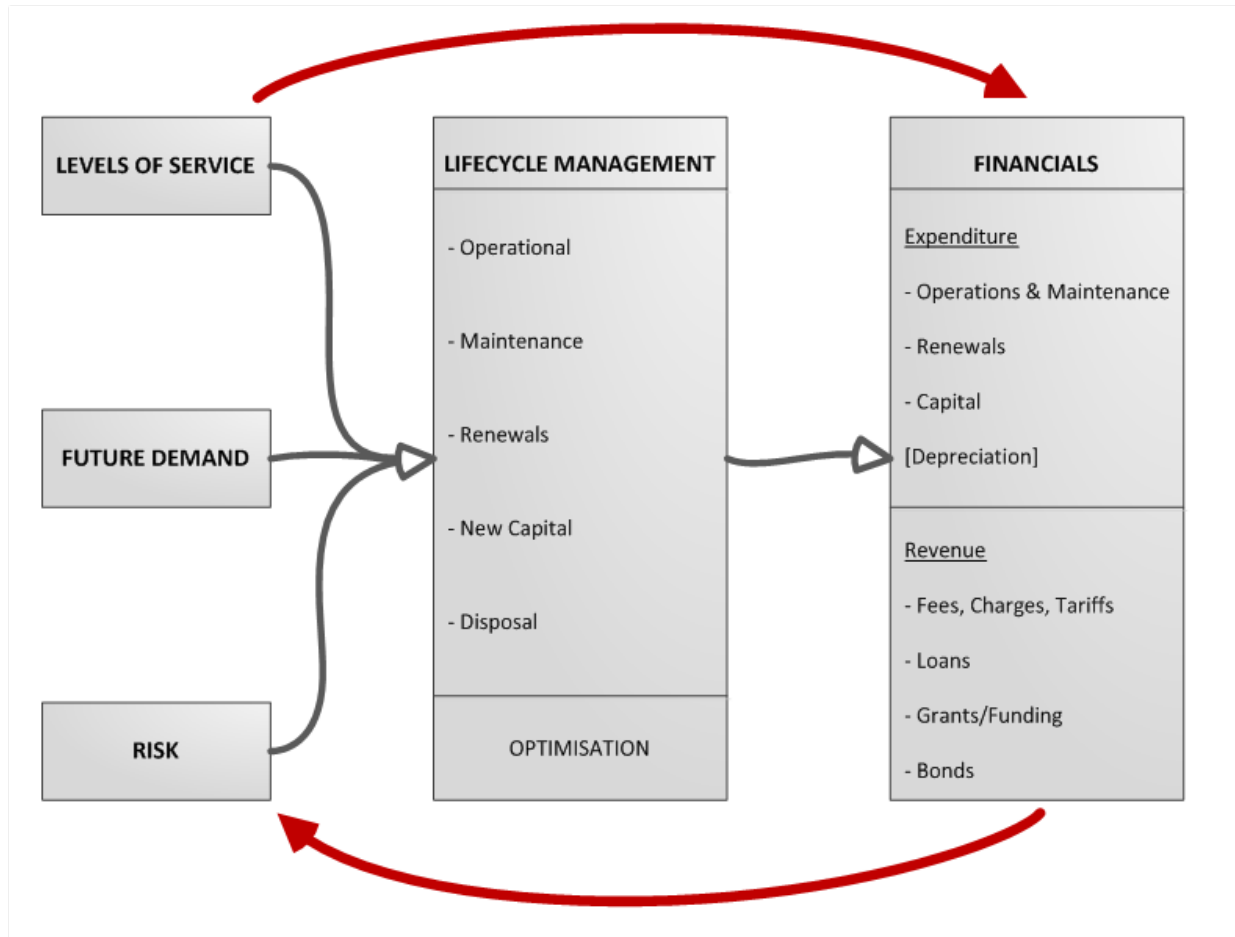 LEVELS OF SERVICE
FUTURE DEMAND
RISK
LIFECYCLE MANAGEMENT
- Operational
- Maintenance
- Renewals
- New Capital
- Disposal
OPTIMISATION
FINANCIALS
Expenditure
- Operations & Maintenance
- Renewals
- Capital
[Depreciation]
Revenue
- Fees, Charges, Tariffs
- Loans
- Grants/Funding
- Bonds